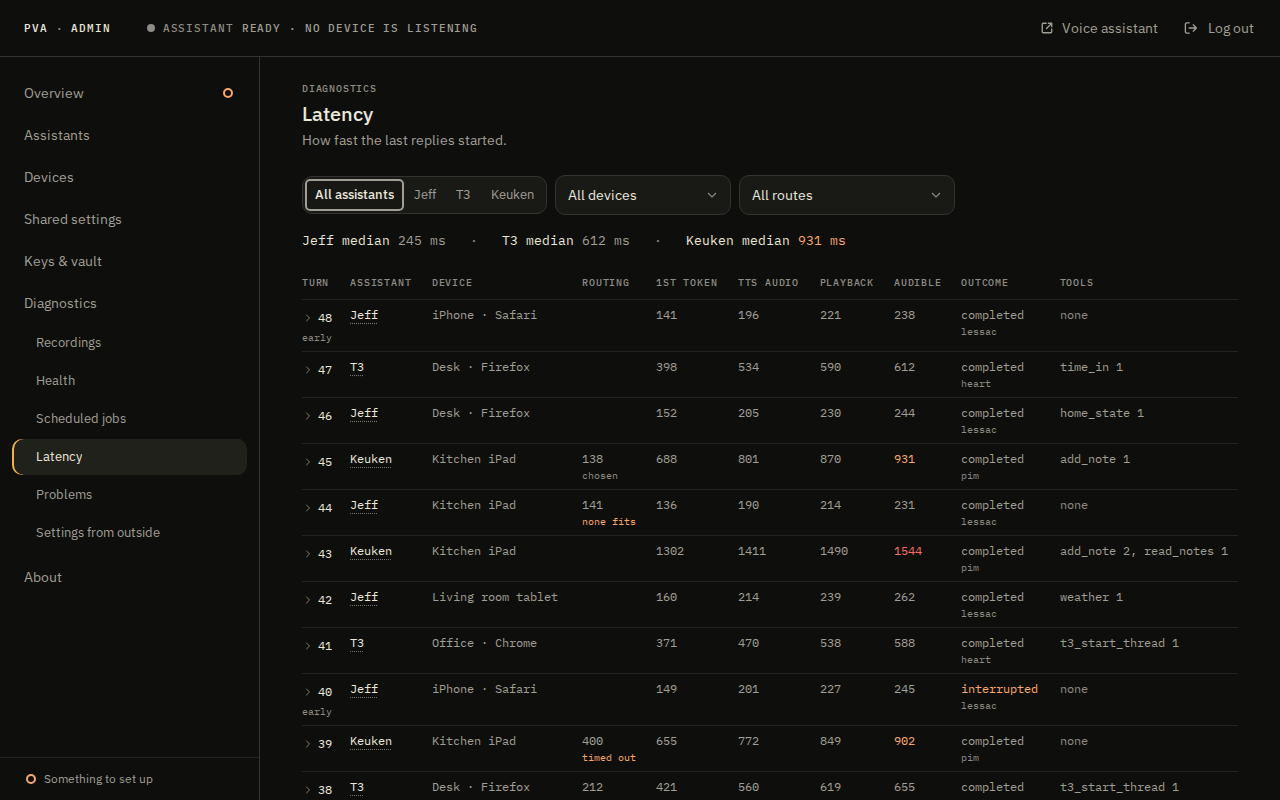 PVA · ADMIN
ASSISTANT READY · NO DEVICE IS LISTENING
Voice assistant
Log out
Overview
Assistants
Devices
Shared settings
Keys & vault
Diagnostics
Recordings
Health
Scheduled jobs
Latency
Problems
Settings from outside
About
Something to set up
DIAGNOSTICS
Latency
How fast the last replies started.
All assistants Jeff T3 Keuken
All devices
All routes
Jeff median 245 ms · T3 median 612 ms · Keuken median 931 ms
TURN ASSISTANT DEVICE ROUTING 1ST TOKEN TTS AUDIO PLAYBACK AUDIBLE OUTCOME TOOLS
48 Jeff iPhone · Safari 141 196 221 238 completed none
early lessac
47 T3 Desk · Firefox 398 534 590 612 completed time_in 1
heart
46 Jeff Desk · Firefox 152 205 230 244 completed home_state 1
lessac
45 Keuken Kitchen iPad 138 688 801 870 931 completed add_note 1
chosen pim
44 Jeff Kitchen iPad 141 136 190 214 231 completed none
none fits lessac
43 Keuken Kitchen iPad 1302 1411 1490 1544 completed add_note 2, read_notes 1
pim
42 Jeff Living room tablet 160 214 239 262 completed weather 1
lessac
41 T3 Office · Chrome 371 470 538 588 completed t3_start_thread 1
heart
40 Jeff iPhone · Safari 149 201 227 245 interrupted none
early lessac
39 Keuken Kitchen iPad 400 655 772 849 902 completed none
timed out pim
38 T3 Desk · Firefox 212 421 560 619 655 completed t3_start_thread 1